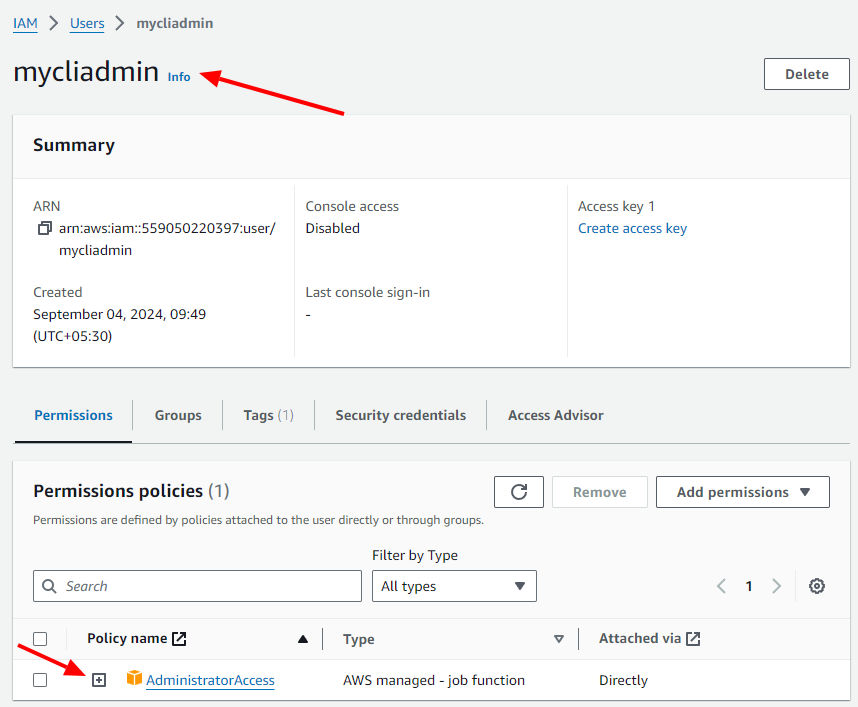 IAM > Users > mycliadmin
mycliadmin Info
Delete
Summary
ARN
arn:aws:iam::559050220397:user/
mycliadmin
Created
September 04, 2024, 09:49
(UTC+05:30)
Console access
Disabled
Last console sign-in
-
Access key 1
Create access key
Permissions Groups Tags (1) Security credentials Access Advisor
Permissions policies (1)
Remove Add permissions
Permissions are defined by policies attached to the user directly or through groups.
Filter by Type
Search All types 1
Policy name Type Attached via
AdministratorAccess AWS managed - job function Directly